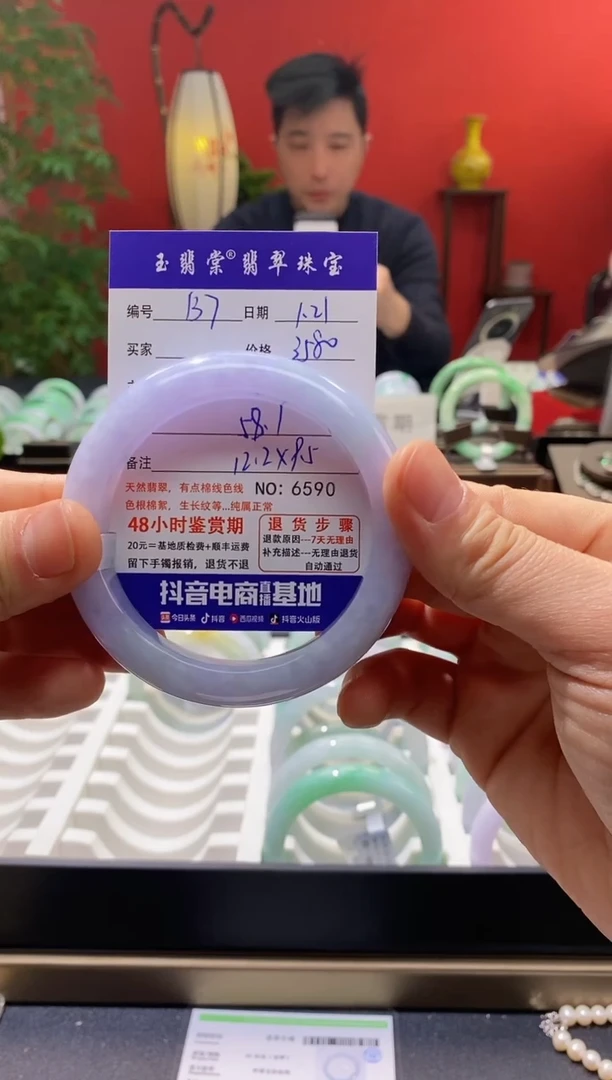 玉翡棠®翡翠珠宝
编号 137 日期 1.21
买家 价格 3580
58.1
备注 12.2×9.5
天然翡翠,有点棉线色线 NO: 6590
色根棉絮,生长纹等...纯属正常
48小时鉴赏期
20元=基地质检费+顺丰运费
留下手镯报销,退货不退
退货步骤
退款原因---7天无理由
补充描述---无理由退货
自动通过
抖音电商直播基地
今日头条 抖音 西瓜视频 抖音火山版
期